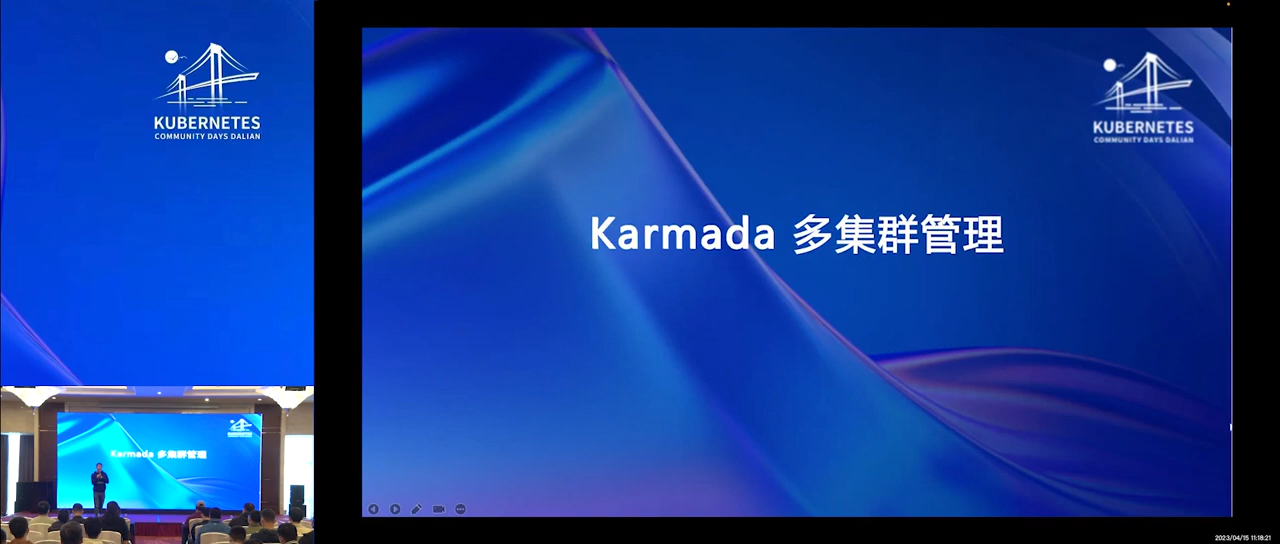 KUBERNETES
COMMUNITY DAYS DALIAN
KUBERNETES
COMMUNITY DAYS DALIAN
Karmada 多集群管理
Karmada 多集群管理
2023/04/15 11:18:21